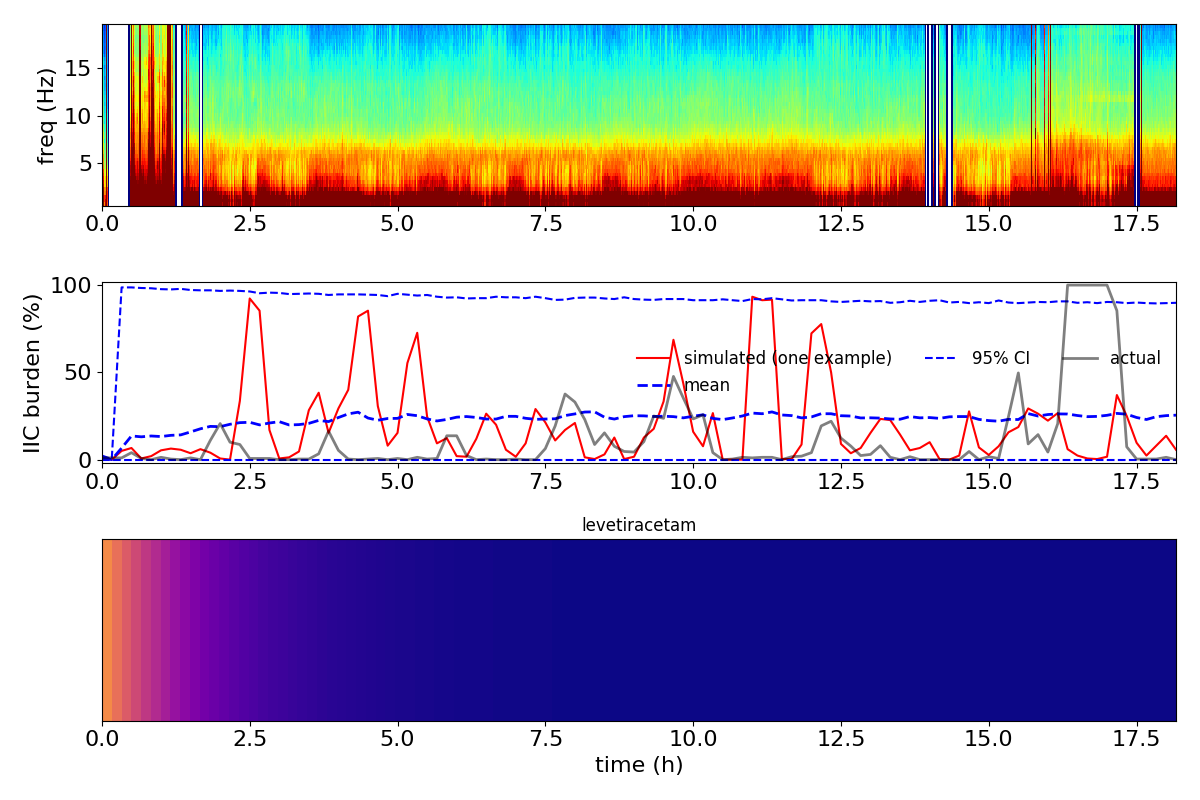 freq (Hz)
15
10
5
0.0 2.5 5.0 7.5 10.0 12.5 15.0 17.5
IIC burden (%)
100
50
0
simulated (one example) 95% CI actual
mean
0.0 2.5 5.0 7.5 10.0 12.5 15.0 17.5
levetiracetam
0.0 2.5 5.0 7.5 10.0 12.5 15.0 17.5
time (h)